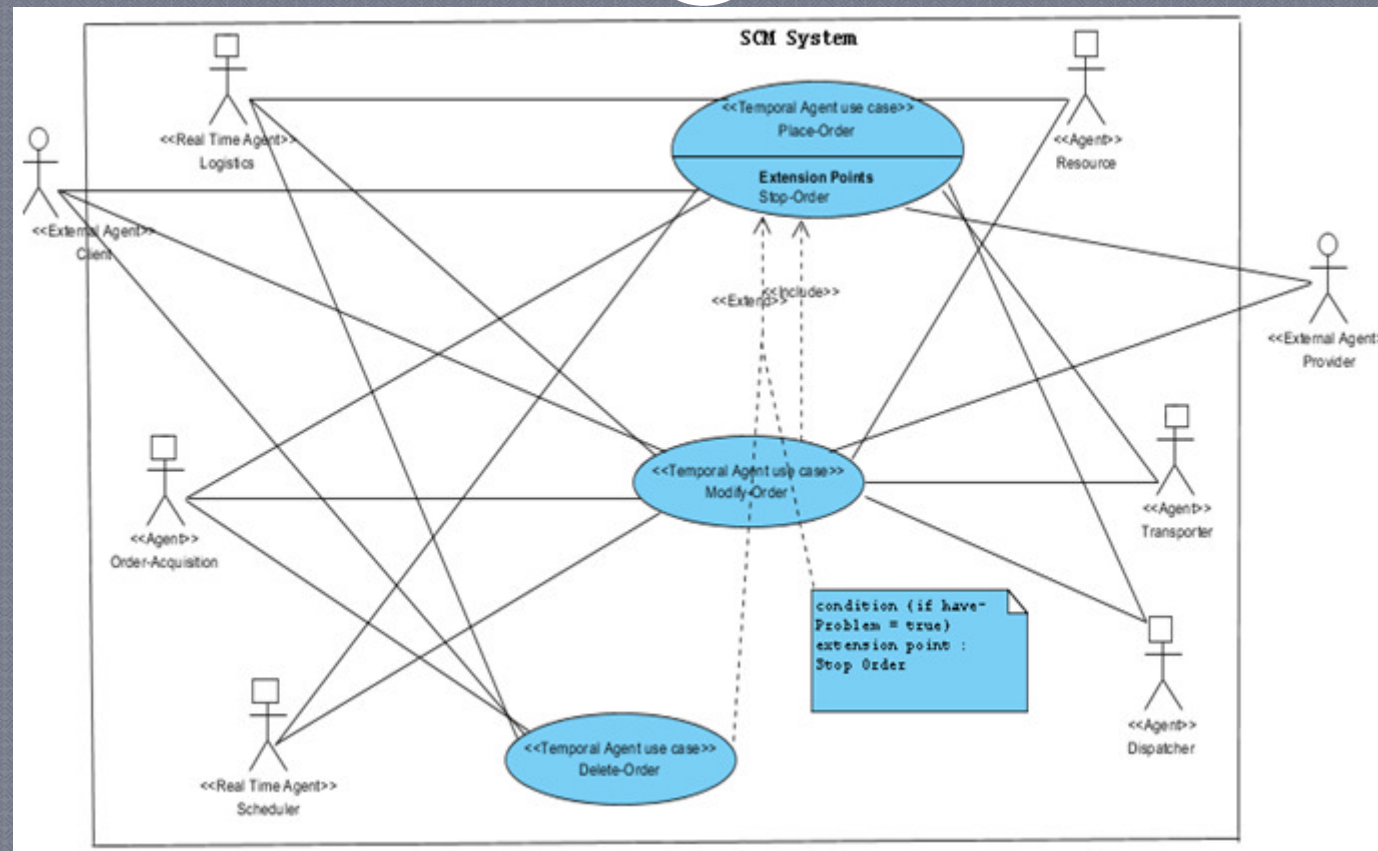 SCM System
<<Real Time Agent>>
Logistics
<<Temporal Agent use case>>
Place-Order
Extension Points
Stop-Order
<<Agent>>
Resource
<<External Agent>>
Client
<<Extend>>
<<Include>>
<<External Agent>
Provider
<<Temporal Agent use case>>
Modify-Order
<<Agent>>
Order-Acquisition
<<Agent>>
Transporter
condition (if have-
Problem = true)
extension point :
Stop Order
<<Real Time Agent>>
Scheduler
<<Temporal Agent use case>>
Delete-Order
<<Agent>>
Dispatcher